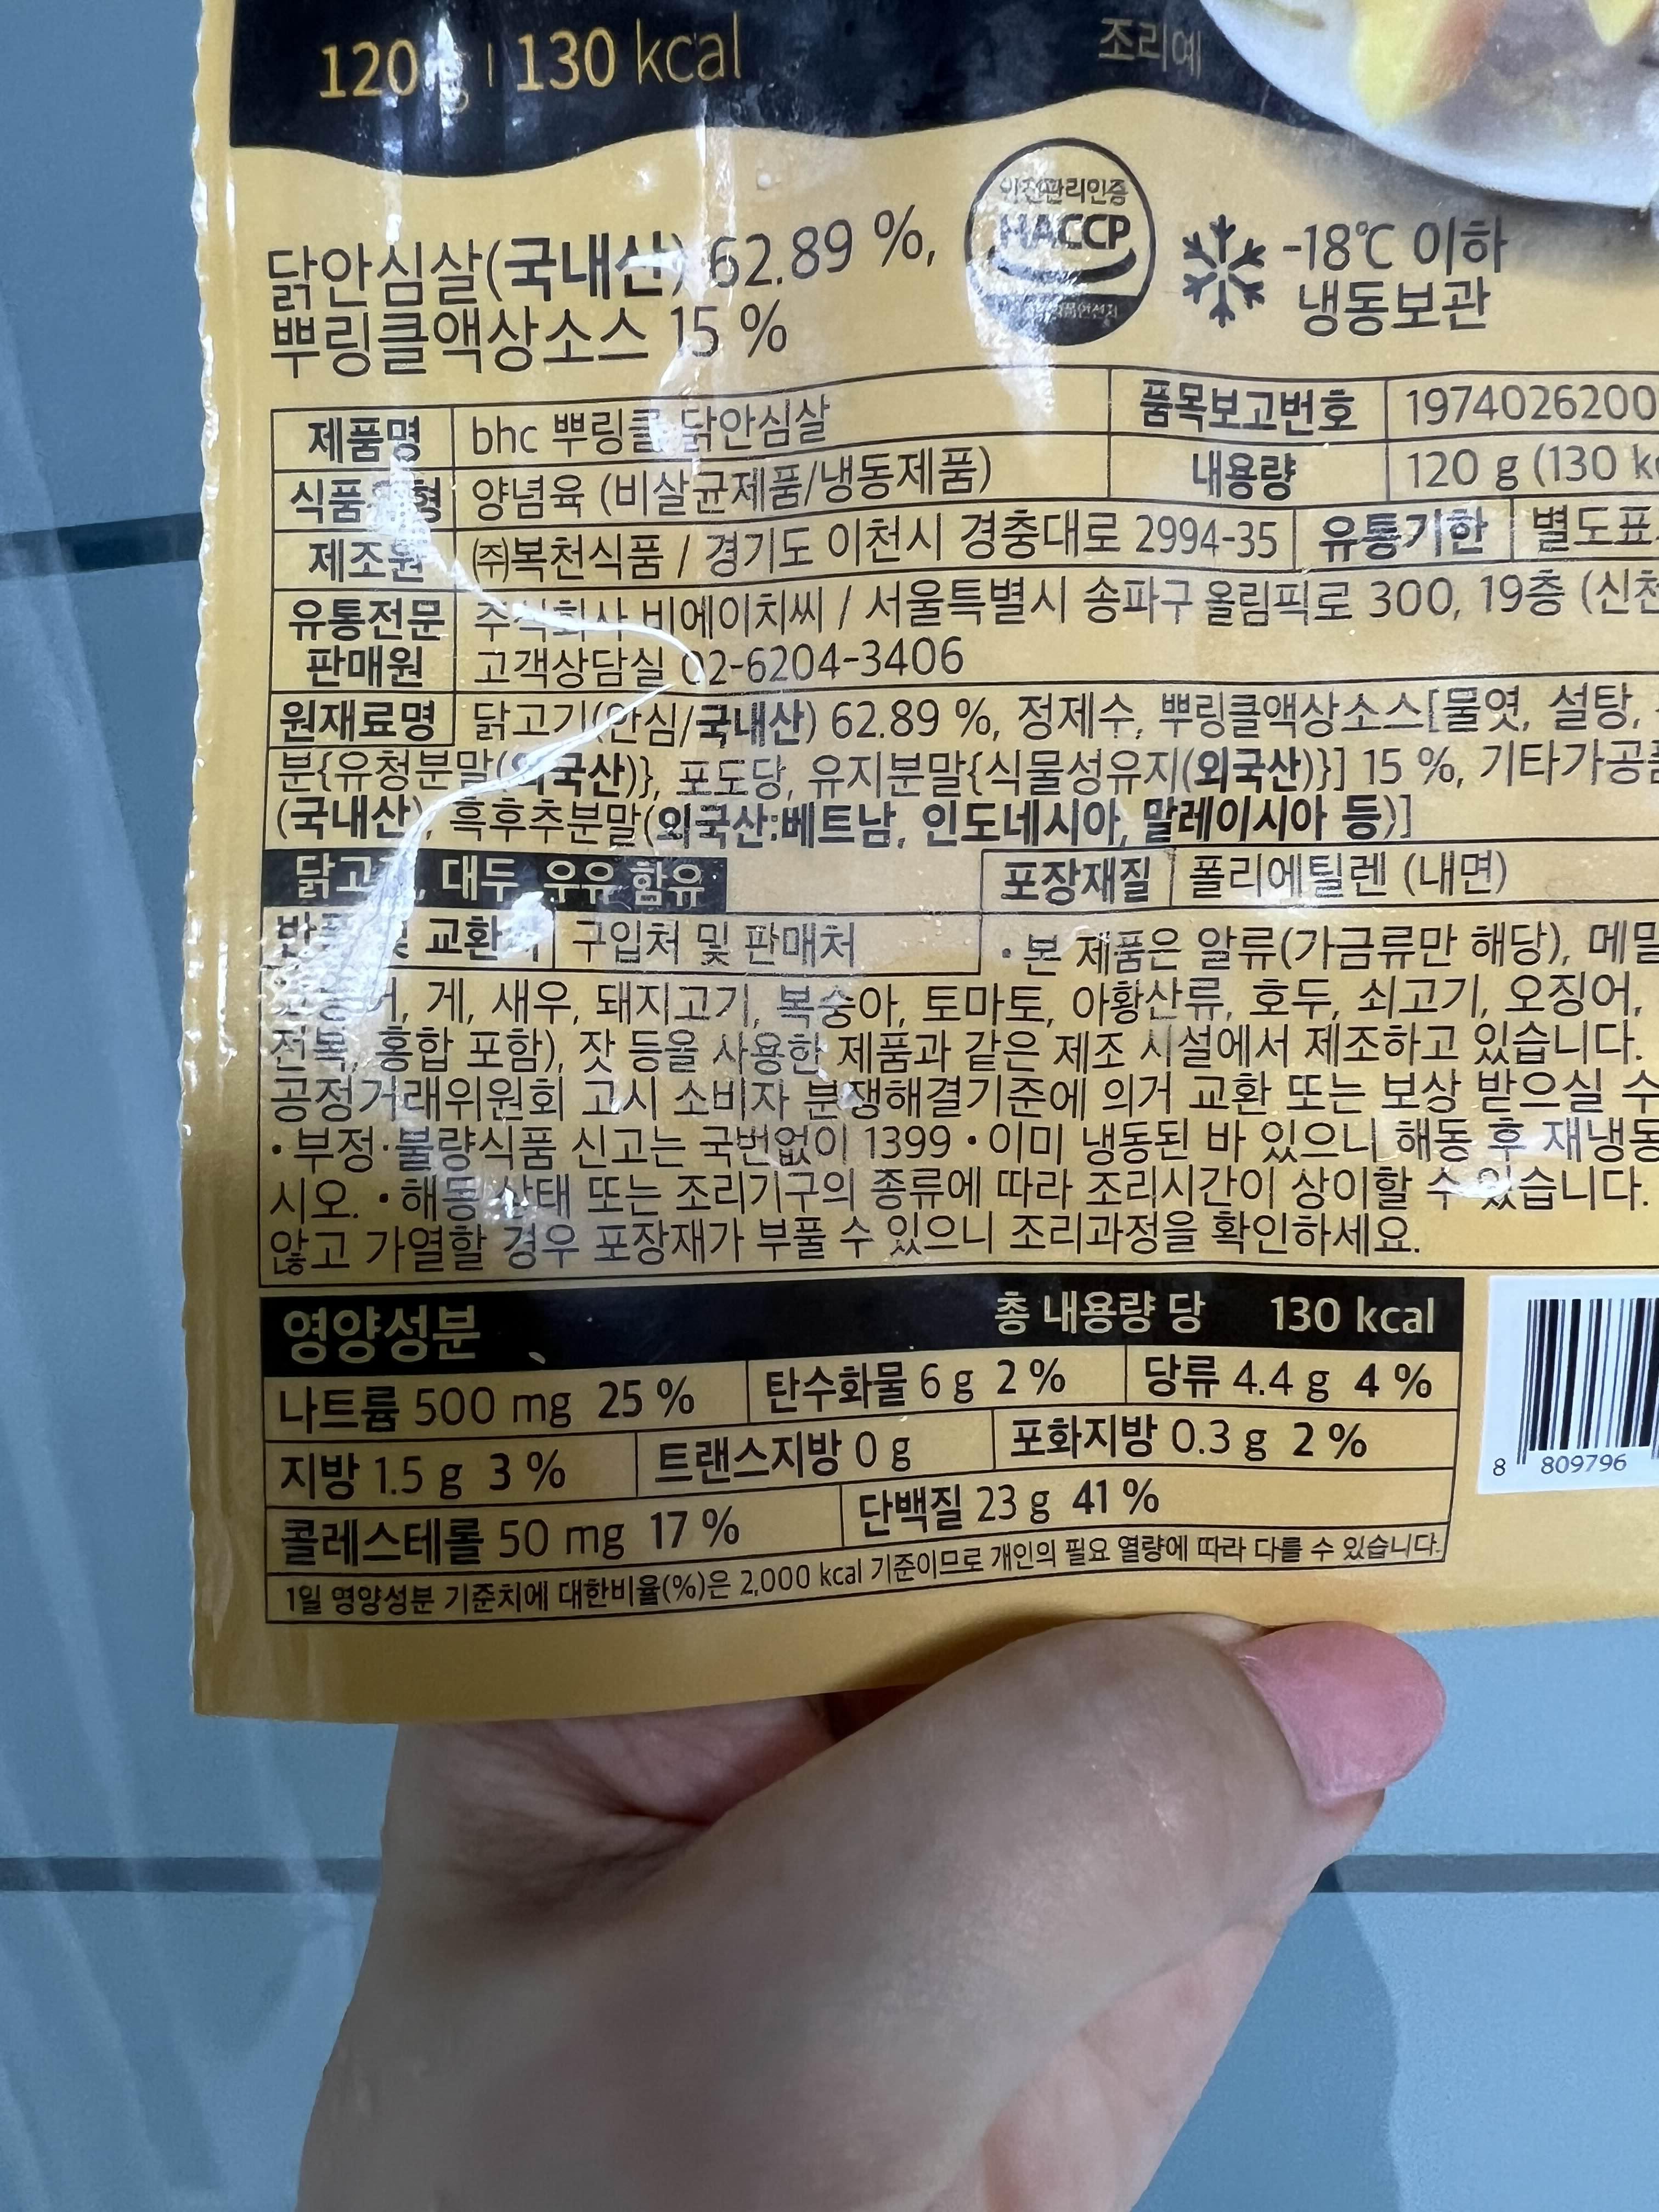 120 g | 130 kcal
조리예
닭안심살(국내산) 62.89 %,
뿌링클액상소스 15 %
안전관리인증
HACCP
-18℃ 이하
냉동보관
제품명 bhc 뿌링클 닭안심살 품목보고번호 1974026200
식품유형 양념육 (비살균제품/냉동제품) 내용량 120 g (130 k
제조원 ㈜복천식품 / 경기도 이천시 경충대로 2994-35 유통기한 별도표
유통전문 주식회사 비에이치씨 / 서울특별시 송파구 올림픽로 300, 19층 (신천
판매원 고객상담실 02-6204-3406
원재료명 닭고기(안심/국내산) 62.89 %, 정제수, 뿌링클액상소스[물엿, 설탕,
분{유청분말(외국산)}, 포도당, 유지분말{식물성유지(외국산)}] 15 %, 기타가공
(국내산), 흑후추분말(외국산:베트남, 인도네시아, 말레이시아 등)]
닭고기, 대두, 우유 함유 포장재질 폴리에틸렌 (내면)
반품 및 교환처 구입처 및 판매처 • 본 제품은 알류(가금류만 해당), 메밀
게, 새우, 돼지고기, 복숭아, 토마토, 아황산류, 호두, 쇠고기, 오징어,
전복, 홍합 포함), 잣 등을 사용한 제품과 같은 제조 시설에서 제조하고 있습니다.
공정거래위원회 고시 소비자 분쟁해결기준에 의거 교환 또는 보상 받으실 수
• 부정·불량식품 신고는 국번없이 1399 • 이미 냉동된 바 있으니 해동 후 재냉동
시오. • 해동 상태 또는 조리기구의 종류에 따라 조리시간이 상이할 수 있습니다.
않고 가열할 경우 포장재가 부풀 수 있으니 조리과정을 확인하세요.
영양성분 총 내용량 당 130 kcal
나트륨 500 mg 25 % 탄수화물 6 g 2 % 당류 4.4 g 4 %
지방 1.5 g 3 % 트랜스지방 0 g 포화지방 0.3 g 2 %
콜레스테롤 50 mg 17 % 단백질 23 g 41 %
1일 영양성분 기준치에 대한비율(%)은 2,000 kcal 기준이므로 개인의 필요 열량에 따라 다를 수 있습니다.
8 809796